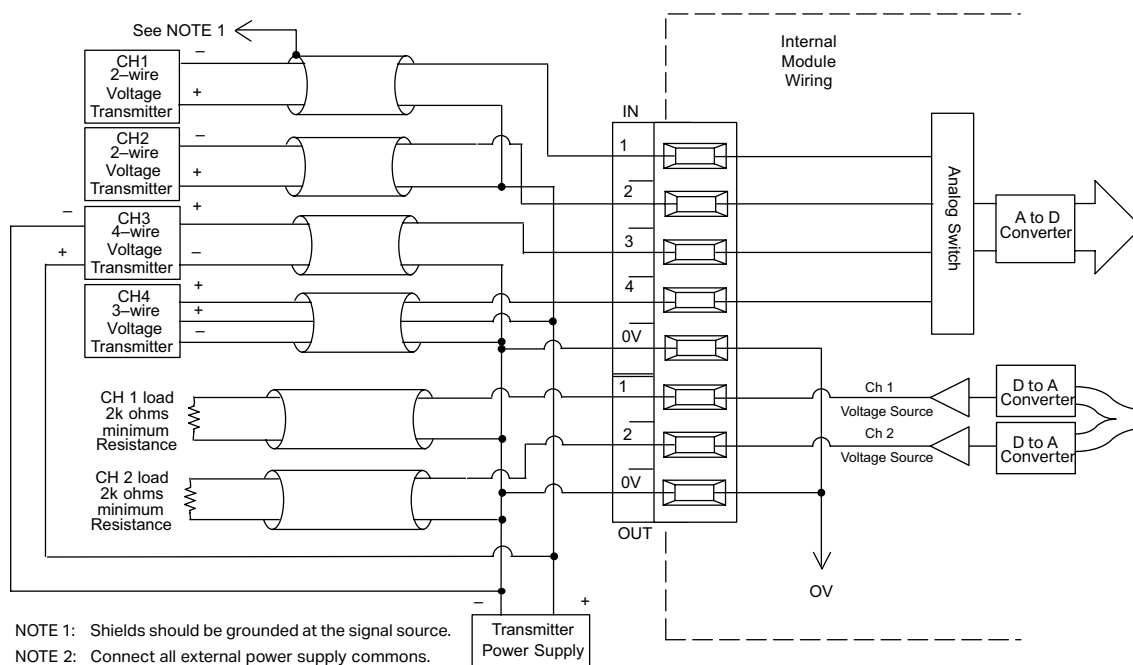 See NOTE 1
Internal
Module
Wiring
CH1
2–wire
Voltage
Transmitter
–
+
CH2
2–wire
Voltage
Transmitter
–
+
CH3
4–wire
Voltage
Transmitter
–
+
+
–
CH4
3–wire
Voltage
Transmitter
+
+
–
CH 1 load
2k ohms
minimum
Resistance
CH 2 load
2k ohms
minimum
Resistance
IN
1
2
3
4
0V
1
2
0V
OUT
Analog Switch
A to D
Converter
Ch 1
Voltage Source
D to A
Converter
Ch 2
Voltage Source
D to A
Converter
OV
–
+
Transmitter
Power Supply
NOTE 1: Shields should be grounded at the signal source.
NOTE 2: Connect all external power supply commons.